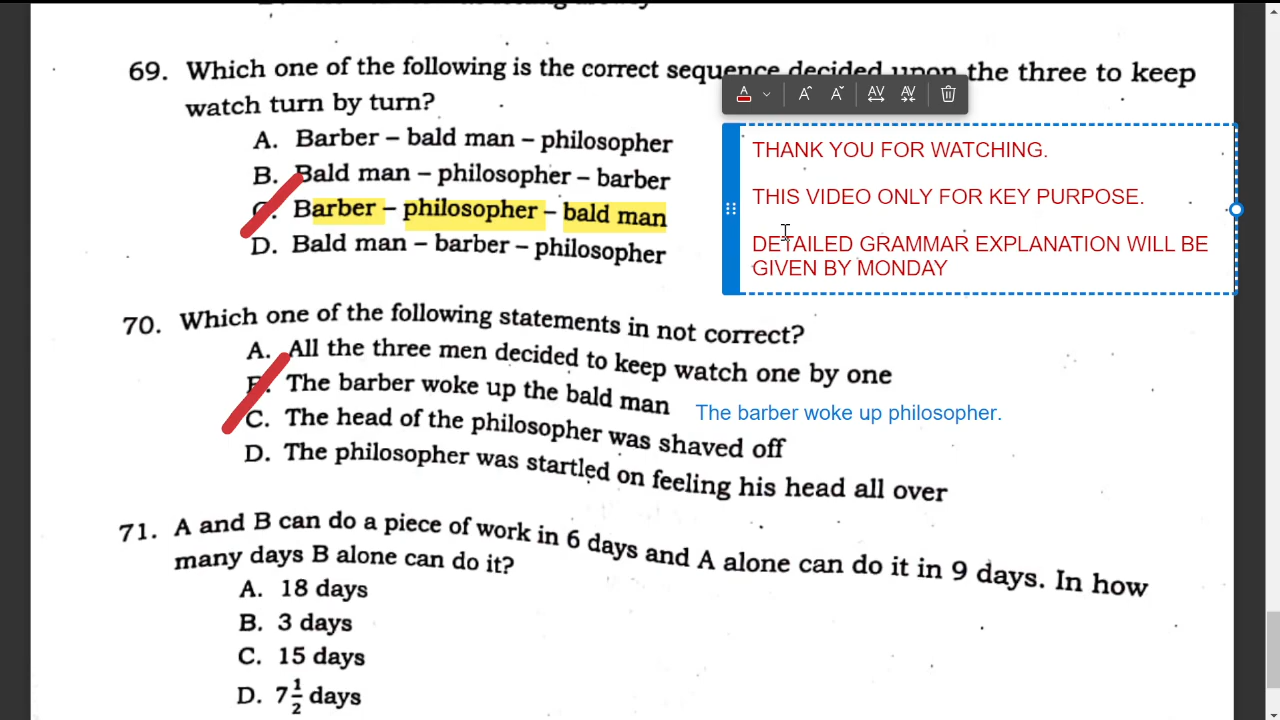 69. Which one of the following is the correct sequence decided upon the three to keep
watch turn by turn?
A. Barber – bald man – philosopher
B. Bald man – philosopher – barber
C. Barber – philosopher – bald man
D. Bald man – barber – philosopher
THANK YOU FOR WATCHING.
THIS VIDEO ONLY FOR KEY PURPOSE.
DETAILED GRAMMAR EXPLANATION WILL BE
GIVEN BY MONDAY
70. Which one of the following statements in not correct?
A. All the three men decided to keep watch one by one
B. The barber woke up the bald man
The barber woke up philosopher.
C. The head of the philosopher was shaved off
D. The philosopher was startled on feeling his head all over
71. A and B can do a piece of work in 6 days and A alone can do it in 9 days. In how
many days B alone can do it?
A. 18 days
B. 3 days
C. 15 days
D. 7 1/2 days